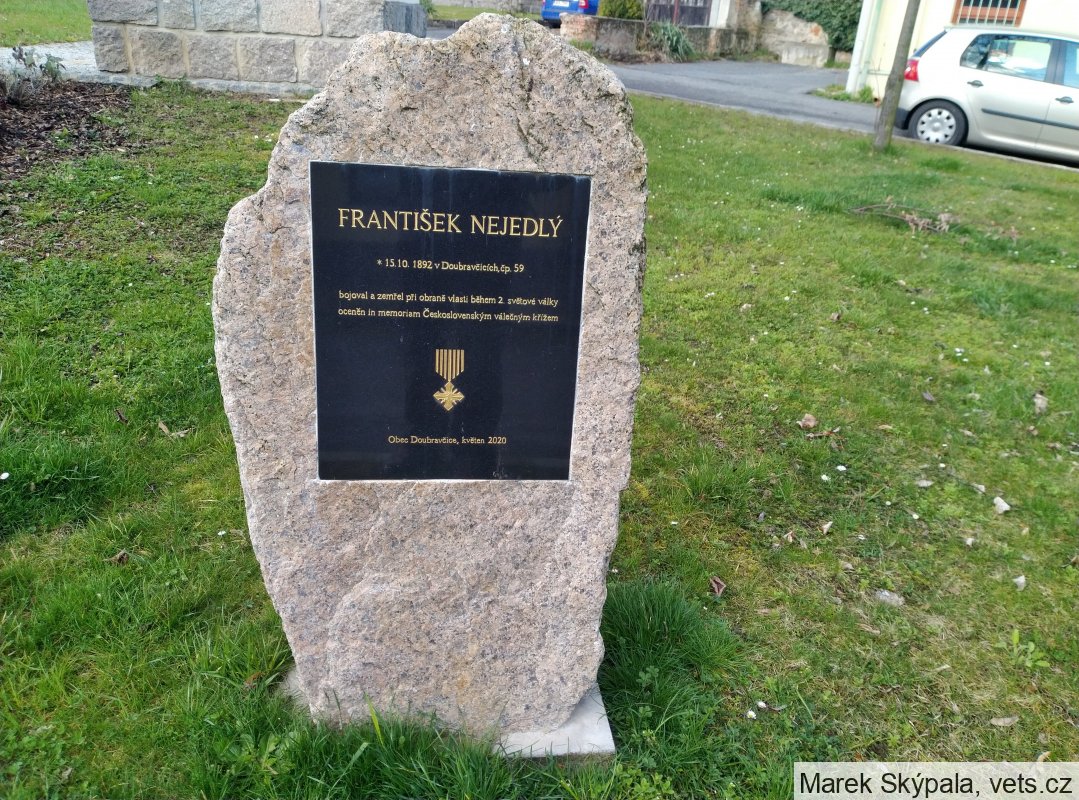 FRANTIŠEK NEJEDLÝ
* 15.10. 1892 v Doubravčicích, čp. 59
bojoval a zemřel při obraně vlasti během 2. světové války
oceněn in memoriam Československým válečným křížem
Obec Doubravčice, květen 2020
Marek Skýpala, vets.cz